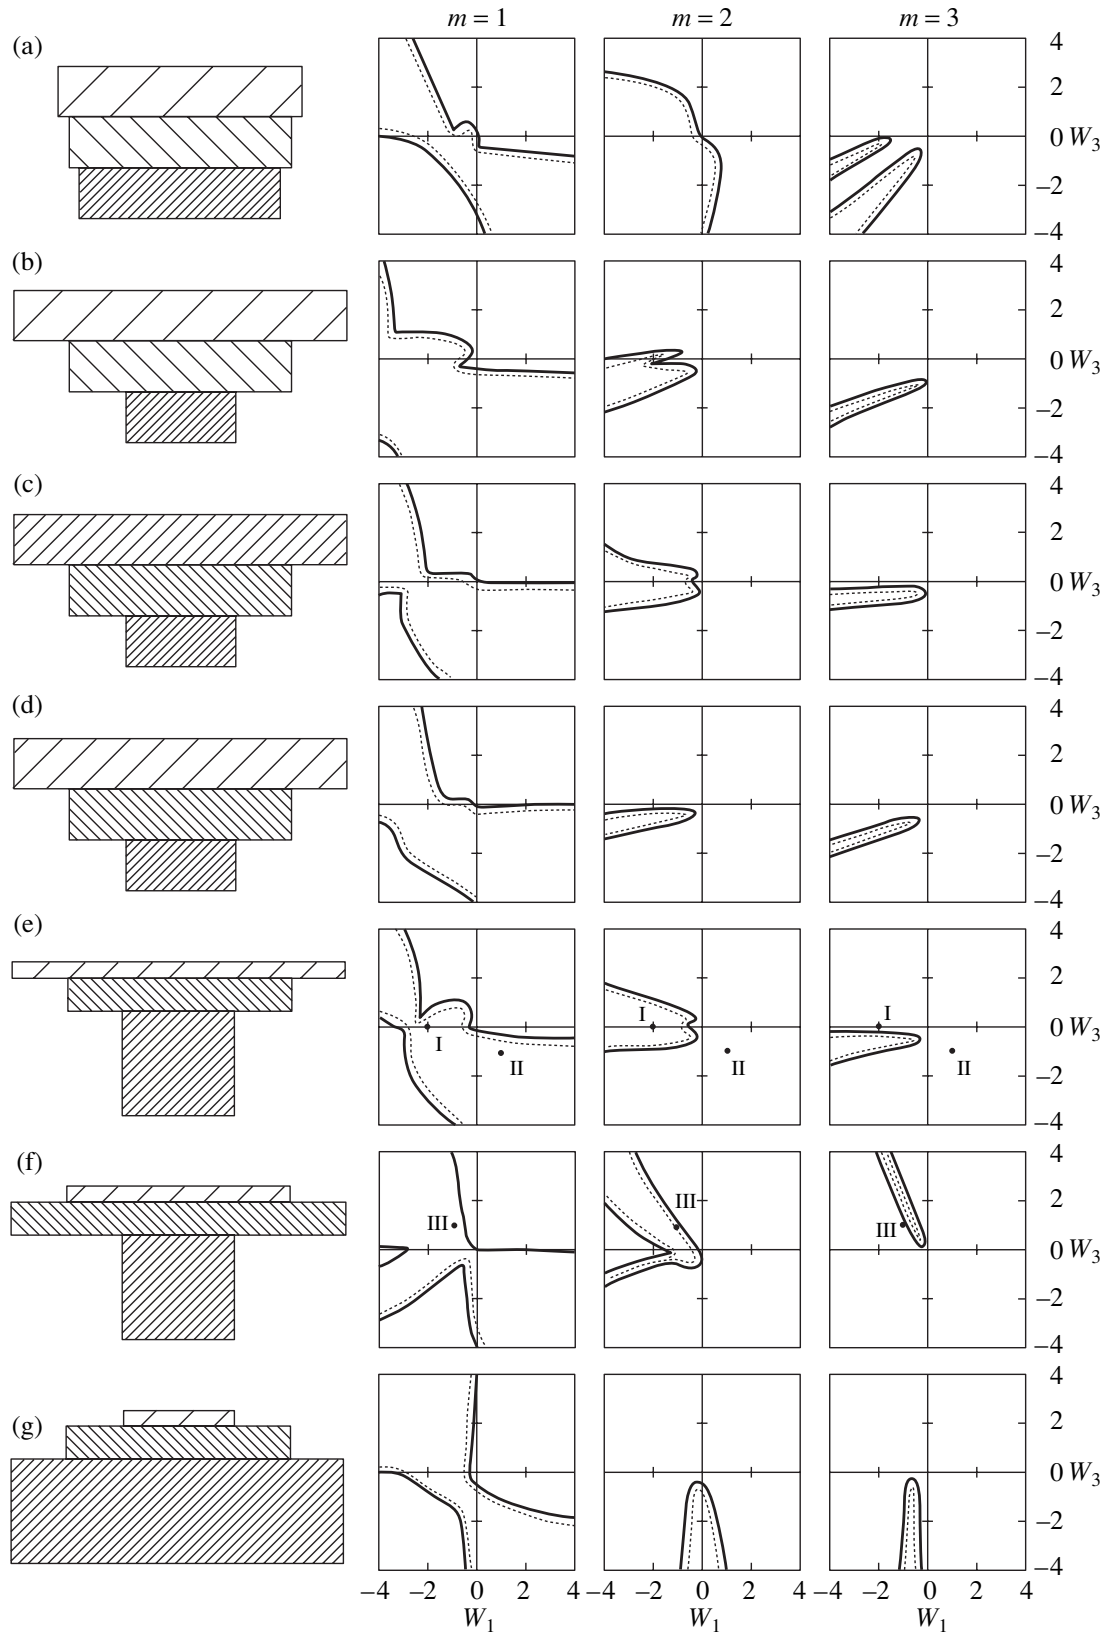 m = 1 m = 2 m = 3
(a)
4
2
0 W₃
−2
−4
(b)
4
2
0 W₃
−2
−4
(c)
4
2
0 W₃
−2
−4
(d)
4
2
0 W₃
−2
−4
(e)
4
2
I I I 0 W₃
II II II
−2
−4
(f)
4
2
III III III
0 W₃
−2
−4
(g)
4
2
0 W₃
−2
−4
−4 −2 0 2 4 −4 −2 0 2 4 −4 −2 0 2 4
W₁ W₁ W₁